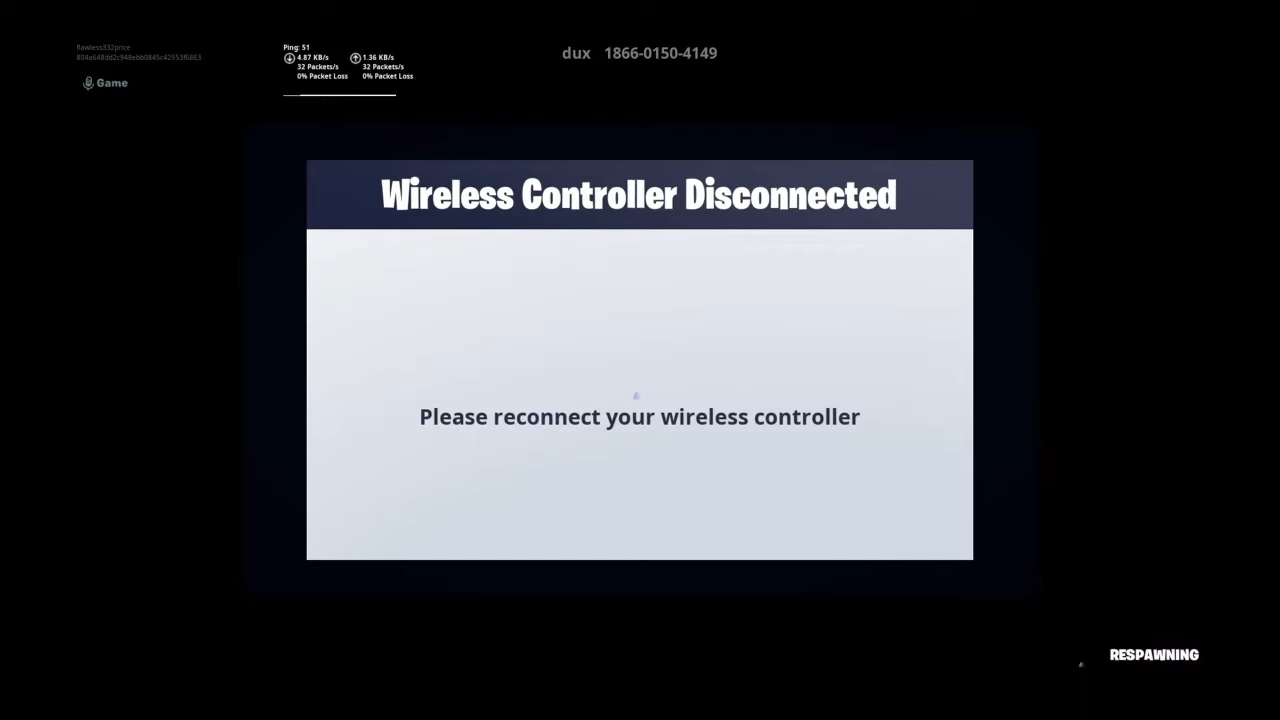 flawless332price
Ping: 51
4.87 KB/s
1.36 KB/s
32 Packets/s
32 Packets/s
0% Packet Loss
0% Packet Loss
dux 1866-0150-4149
Game
Wireless Controller Disconnected
Please reconnect your wireless controller
RESPAWNING